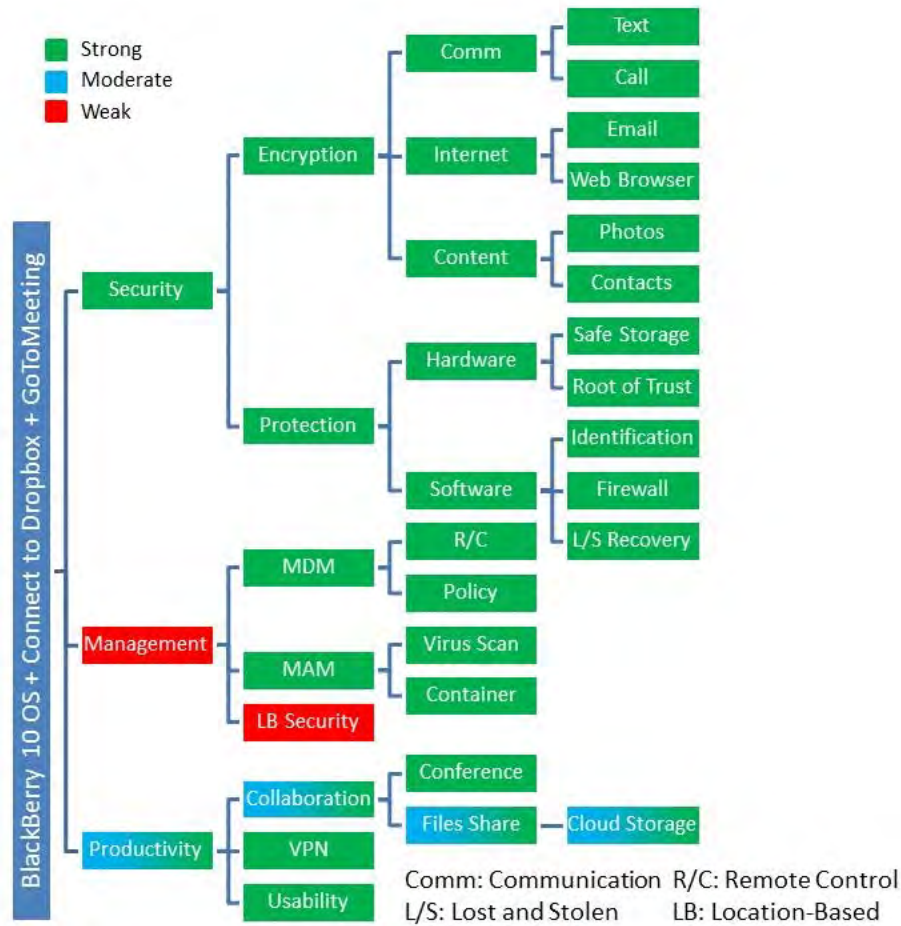 Strong
Moderate
Weak
BlackBerry 10 OS + Connect to Dropbox + GoToMeeting
Security
Encryption
Comm
Text
Call
Internet
Email
Web Browser
Content
Photos
Contacts
Protection
Hardware
Safe Storage
Root of Trust
Software
Identification
Firewall
L/S Recovery
Management
MDM
R/C
Policy
MAM
Virus Scan
Container
LB Security
Productivity
Collaboration
Conference
Files Share
Cloud Storage
VPN
Usability
Comm: Communication R/C: Remote Control
L/S: Lost and Stolen LB: Location-Based